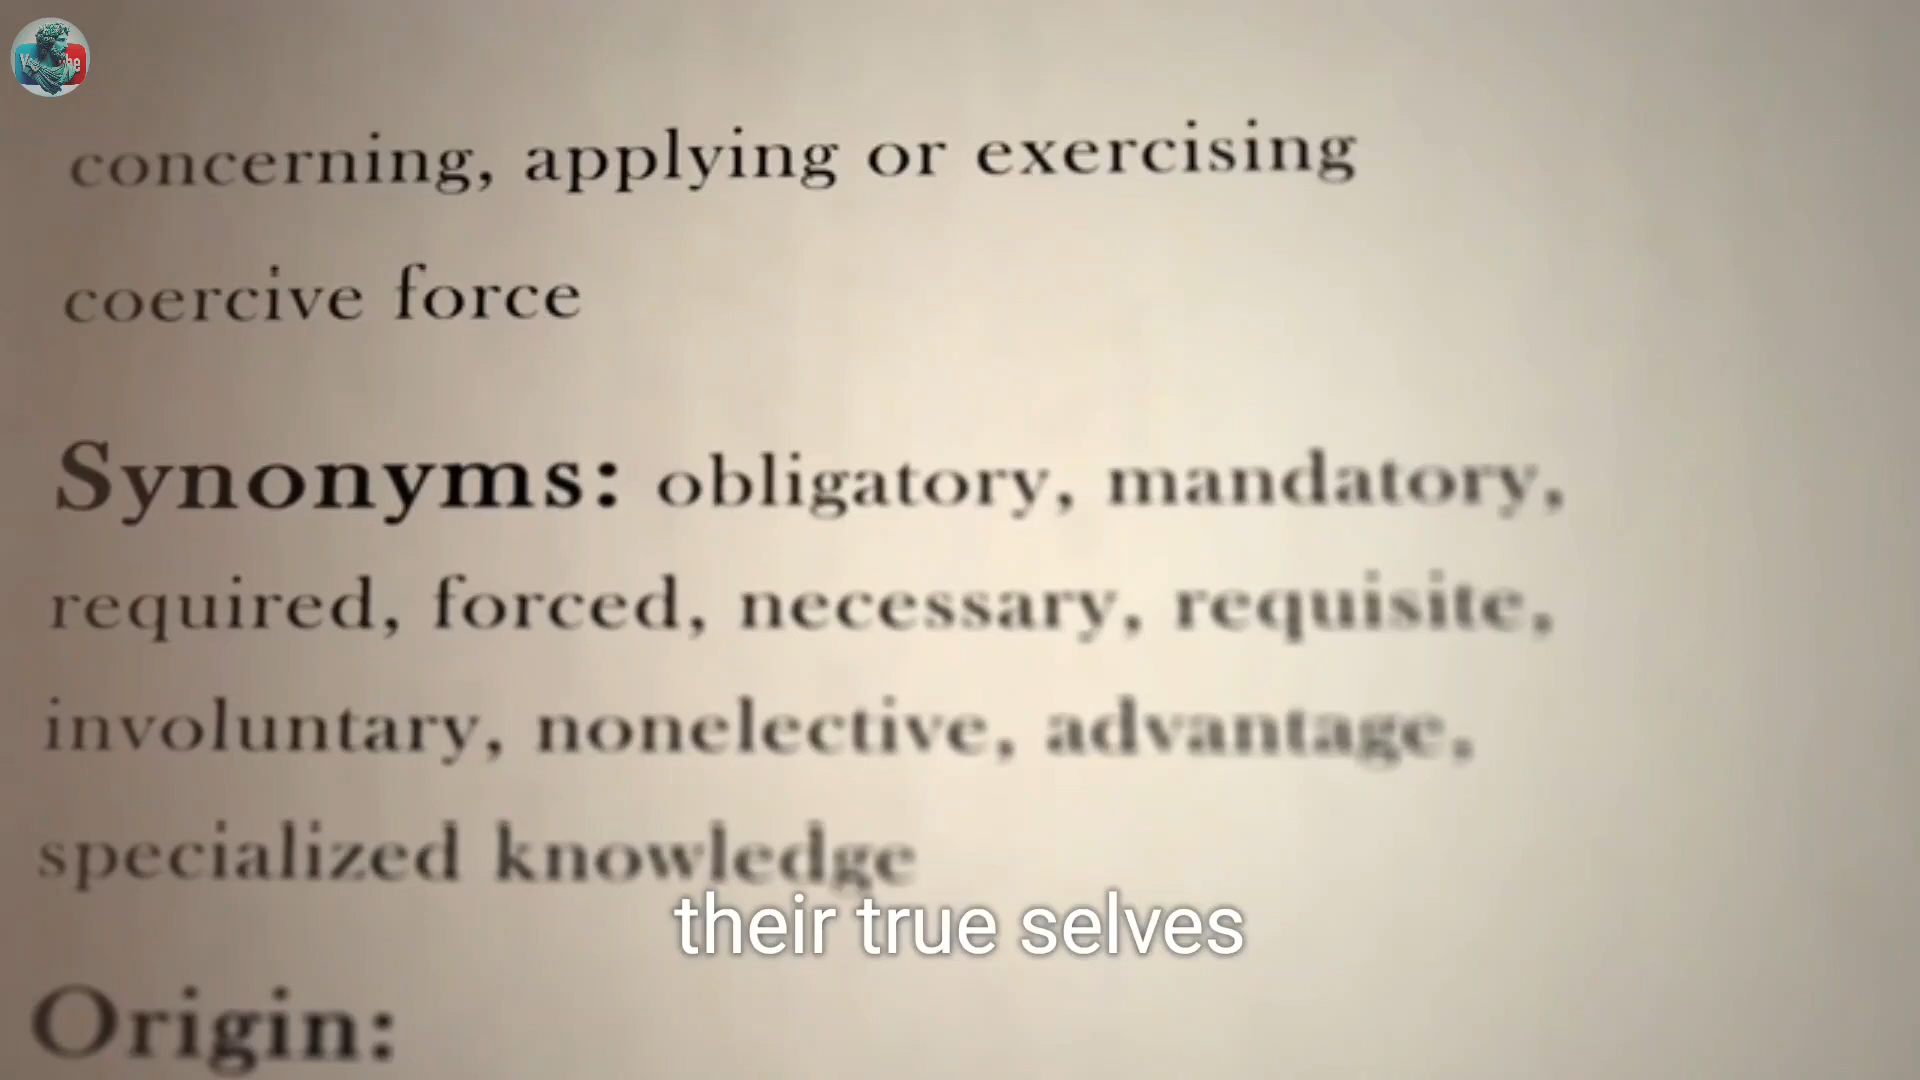 concerning, applying or exercising
coercive force
Synonyms: obligatory, mandatory,
required, forced, necessary, requisite,
involuntary, nonelective, advantage,
specialized knowledge
their true selves
Origin: